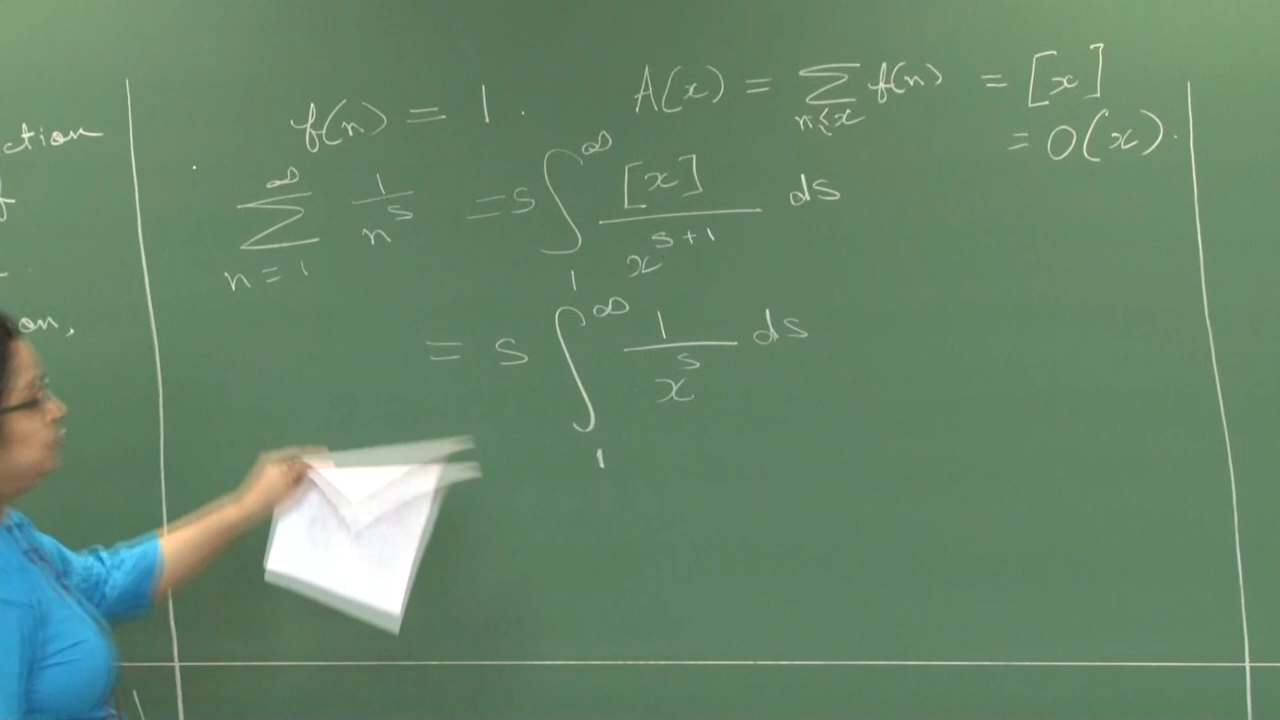 ction
f
on,
f(n) = 1. A(x) = ∑_{n≤x} f(n) = [x]
= O(x).
∑_{n=1}^{∞} 1/n^s = s ∫_1^∞ [x]/x^{s+1} ds
= s ∫_1^∞ 1/x^s ds